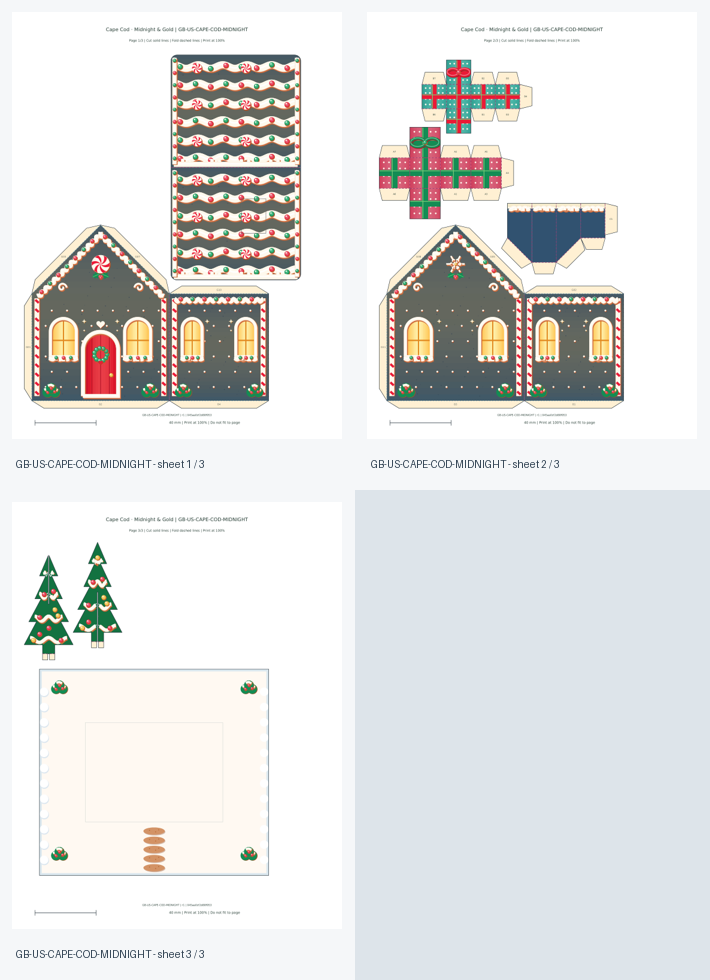 Cape Cod · Midnight & Gold | GB-US-CAPE-COD-MIDNIGHT
Page 1/3 | Cut solid lines | Fold dashed lines | Print at 100%
40 mm | Print at 100% | Do not fit to page
GB-US-CAPE-COD-MIDNIGHT - sheet 1 / 3
Cape Cod · Midnight & Gold | GB-US-CAPE-COD-MIDNIGHT
Page 2/3 | Cut solid lines | Fold dashed lines | Print at 100%
40 mm | Print at 100% | Do not fit to page
GB-US-CAPE-COD-MIDNIGHT - sheet 2 / 3
Cape Cod · Midnight & Gold | GB-US-CAPE-COD-MIDNIGHT
Page 3/3 | Cut solid lines | Fold dashed lines | Print at 100%
40 mm | Print at 100% | Do not fit to page
GB-US-CAPE-COD-MIDNIGHT - sheet 3 / 3